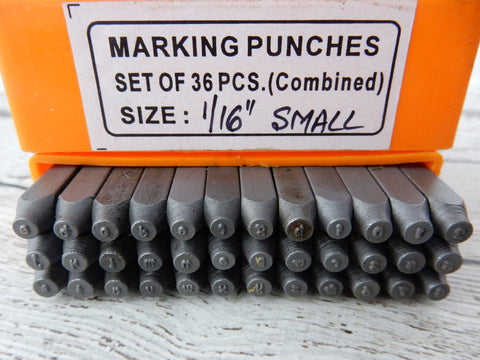 MARKING PUNCHES
SET OF 36 PCS.(Combined)
SIZE : 1/16" SMALL